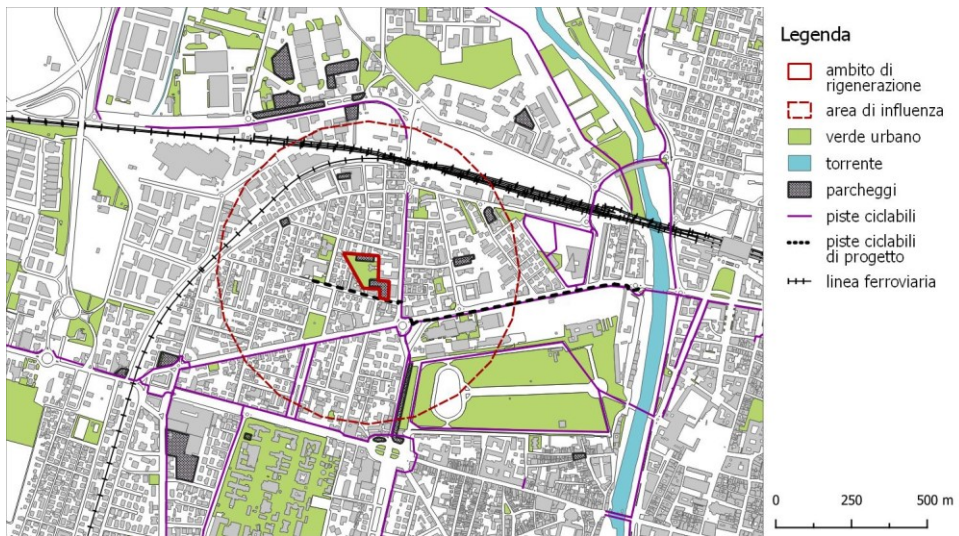 Legenda
ambito di
rigenerazione
area di influenza
verde urbano
torrente
parcheggi
piste ciclabili
piste ciclabili
di progetto
linea ferroviaria
0 250 500 m